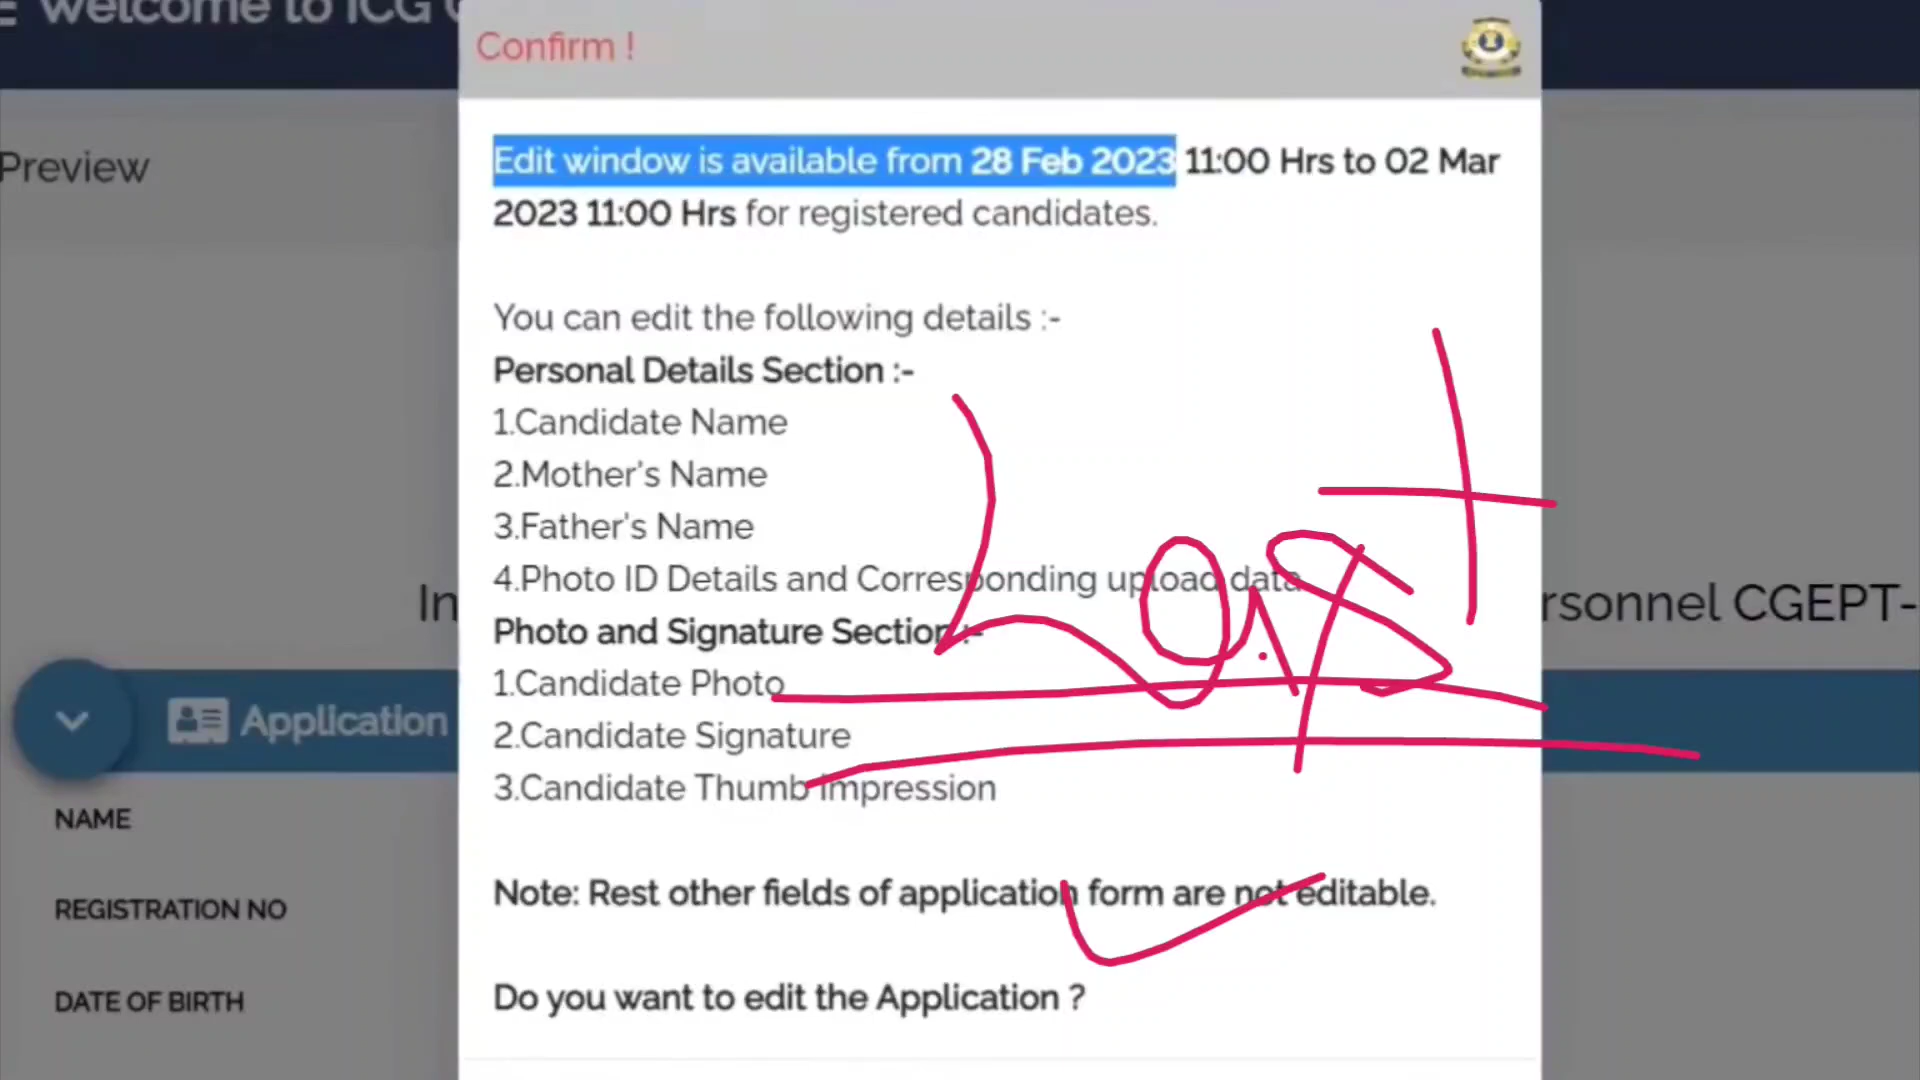 Welcome to ICG
Confirm !
Preview
Edit window is available from 28 Feb 2023 11:00 Hrs to 02 Mar
2023 11:00 Hrs for registered candidates.
You can edit the following details :-
Personal Details Section :-
1.Candidate Name
2.Mother's Name
3.Father's Name
4.Photo ID Details and Corresponding upload data
In
rsonnel CGEPT-
Photo and Signature Section :-
Last
1.Candidate Photo
Application
2.Candidate Signature
3.Candidate Thumb Impression
NAME
Note: Rest other fields of application form are not editable.
REGISTRATION NO
Do you want to edit the Application ?
DATE OF BIRTH